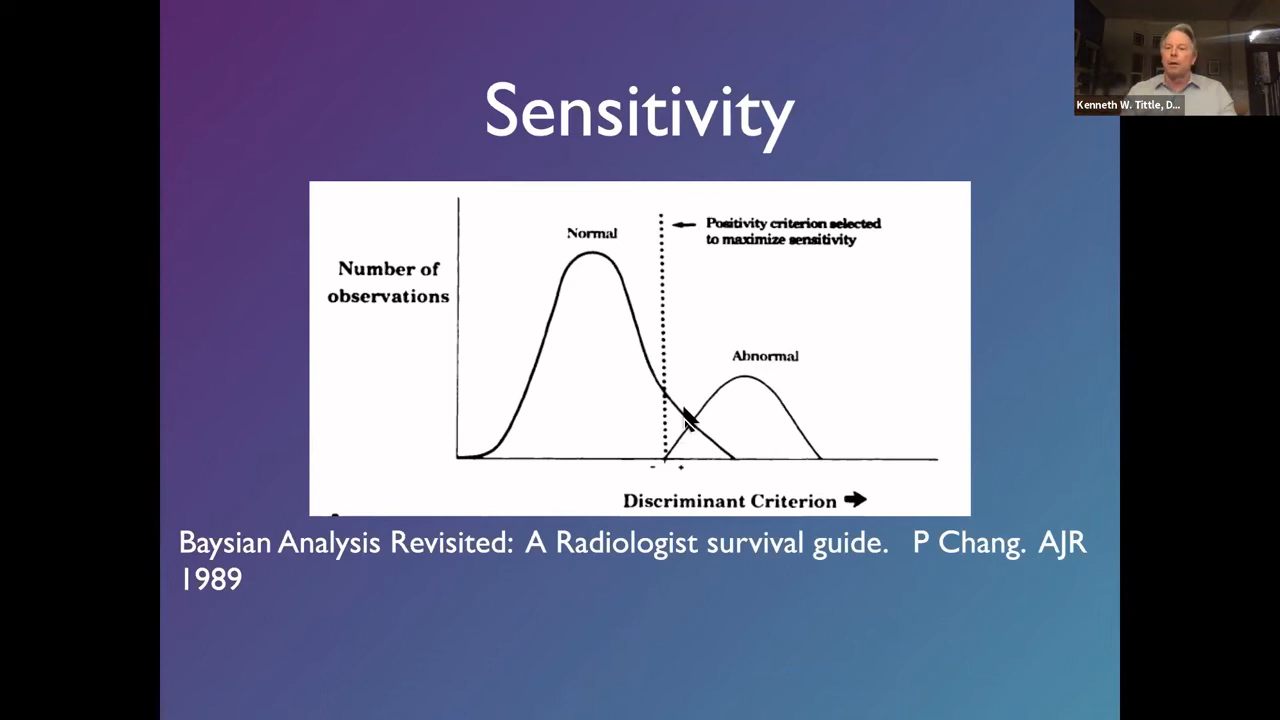 Sensitivity
Kenneth W. Tittle, D...
Normal
Positivity criterion selected
to maximize sensitivity
Number of
observations
Abnormal
- +
Discriminant Criterion
Baysian Analysis Revisited: A Radiologist survival guide. P Chang. AJR
1989